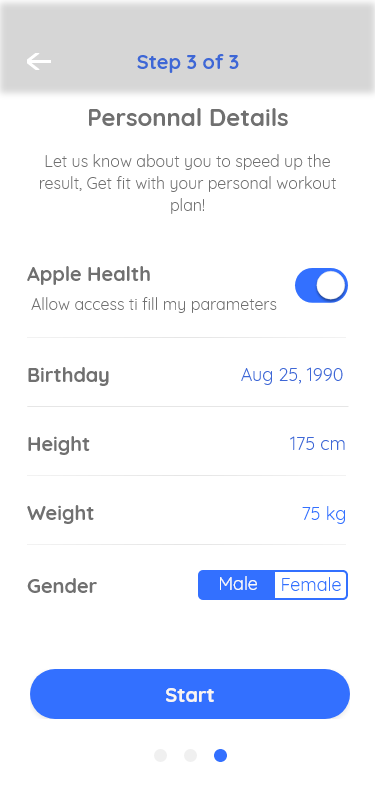 Step 3 of 3
Personnal Details
Let us know about you to speed up the
result, Get fit with your personal workout
plan!
Apple Health
Allow access ti fill my parameters
Birthday Aug 25, 1990
Height 175 cm
Weight 75 kg
Gender Male Female
Start